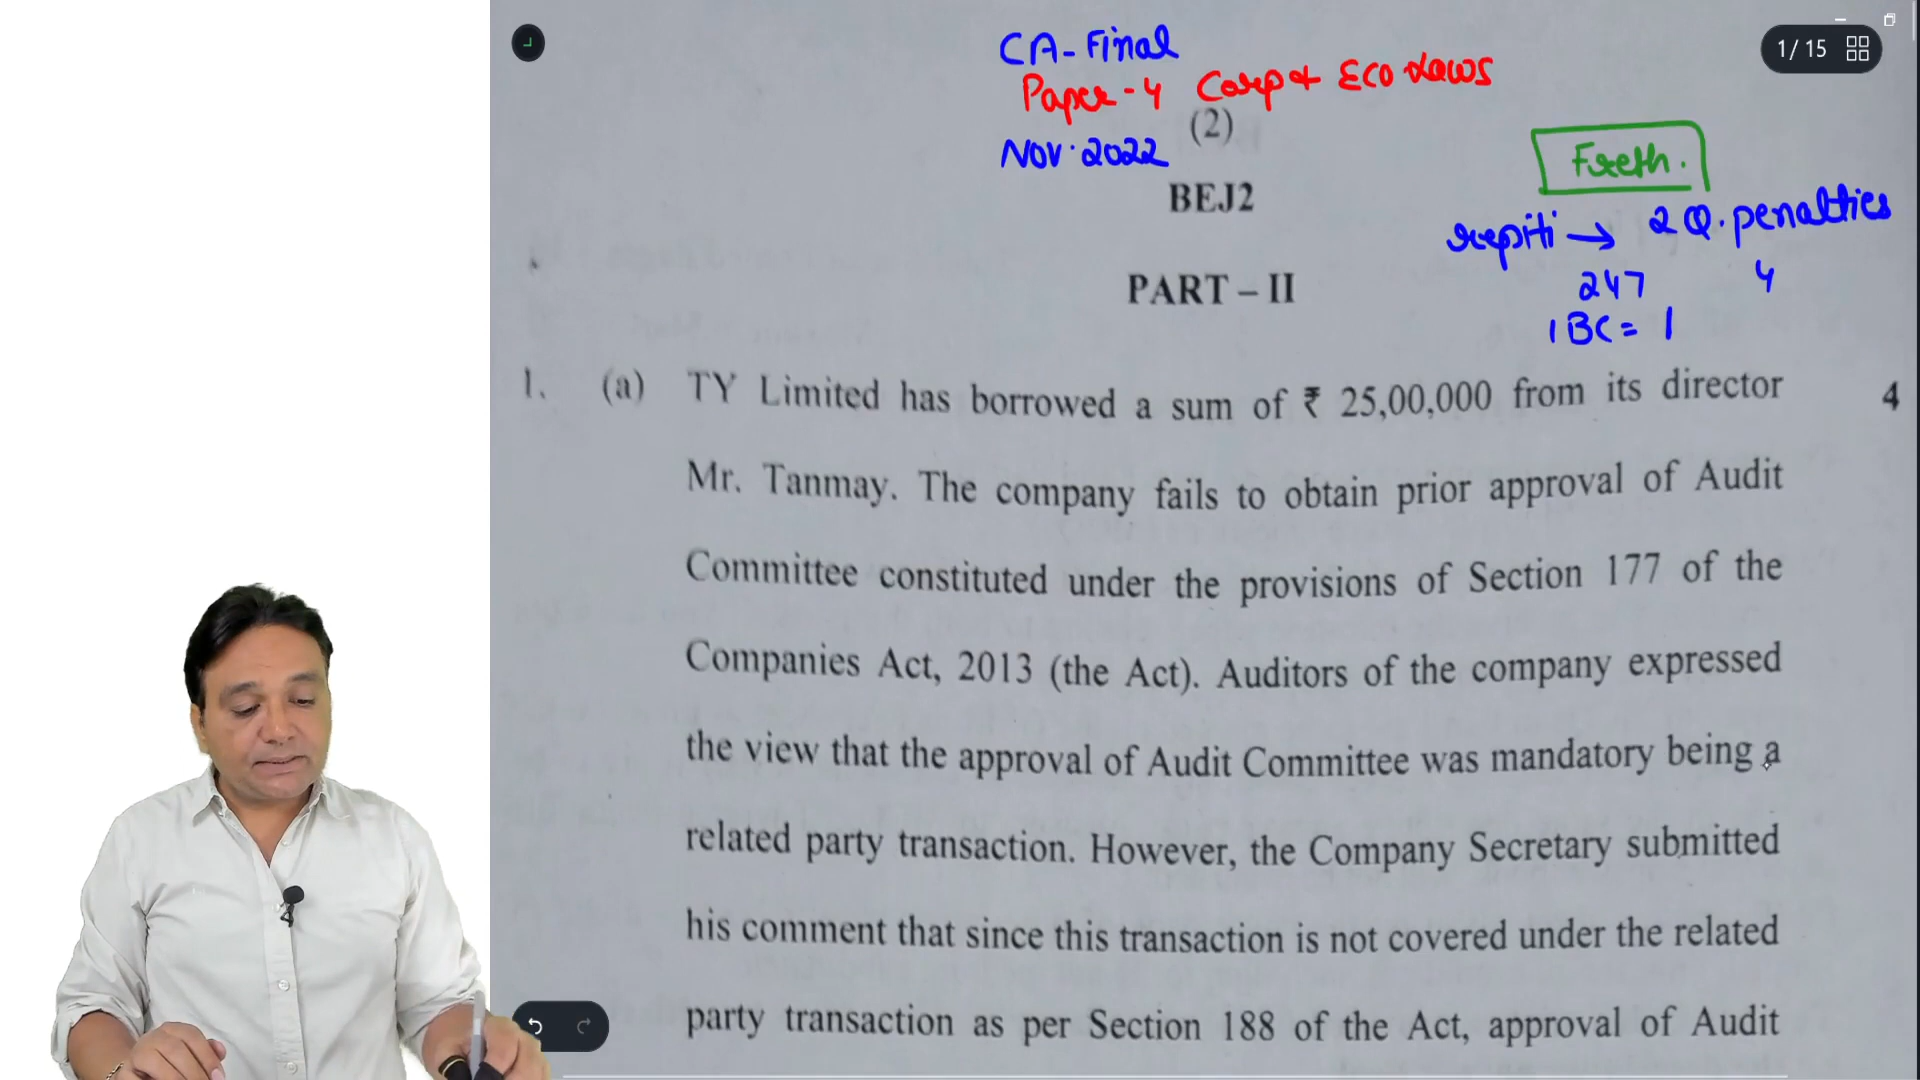 1/15
CA-Final
Paper-4 Corp & Eco Laws
Nov. 2022
(2)
BEJ2
PART – II
2 Q. penalties
247 4
IBC = 1
1. (a) TY Limited has borrowed a sum of ₹ 25,00,000 from its director 4
Mr. Tanmay. The company fails to obtain prior approval of Audit
Committee constituted under the provisions of Section 177 of the
Companies Act, 2013 (the Act). Auditors of the company expressed
the view that the approval of Audit Committee was mandatory being a
related party transaction. However, the Company Secretary submitted
his comment that since this transaction is not covered under the related
party transaction as per Section 188 of the Act, approval of Audit